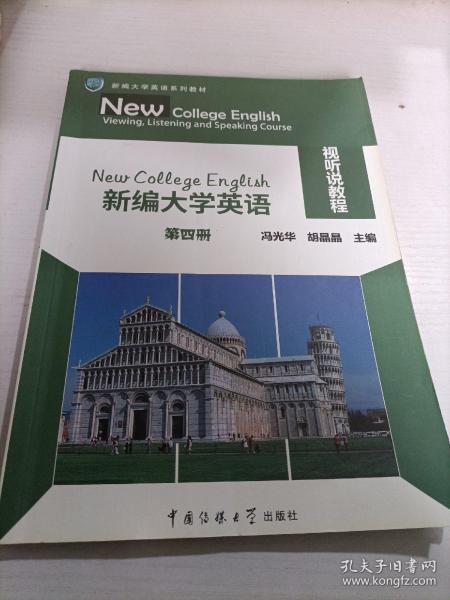 新编大学英语系列教材
New College English
Viewing, Listening and Speaking Course
视听说教程
New College English
新编大学英语
第四册
冯光华 胡晶晶 主编
中国传媒大学出版社
孔夫子旧书网
www.kongfz.com